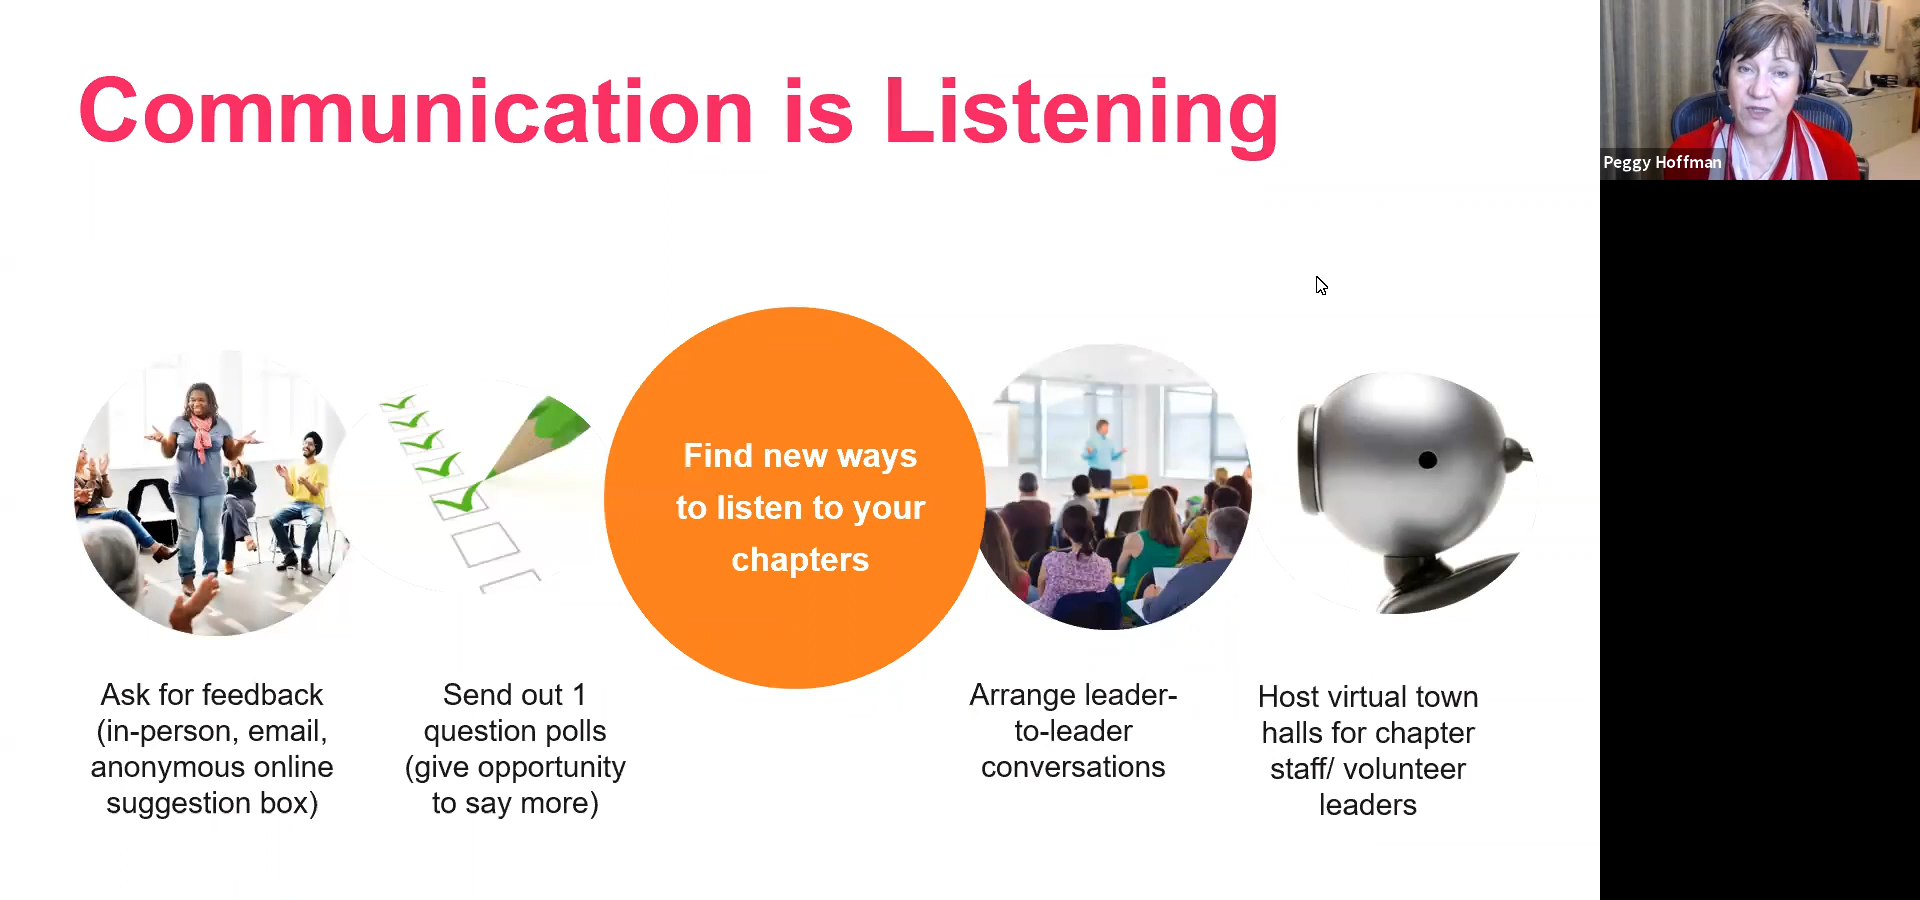 Communication is Listening
Peggy Hoffman
Find new ways
to listen to your
chapters
Ask for feedback
(in-person, email,
anonymous online
suggestion box)
Send out 1
question polls
(give opportunity
to say more)
Arrange leader-
to-leader
conversations
Host virtual town
halls for chapter
staff/ volunteer
leaders